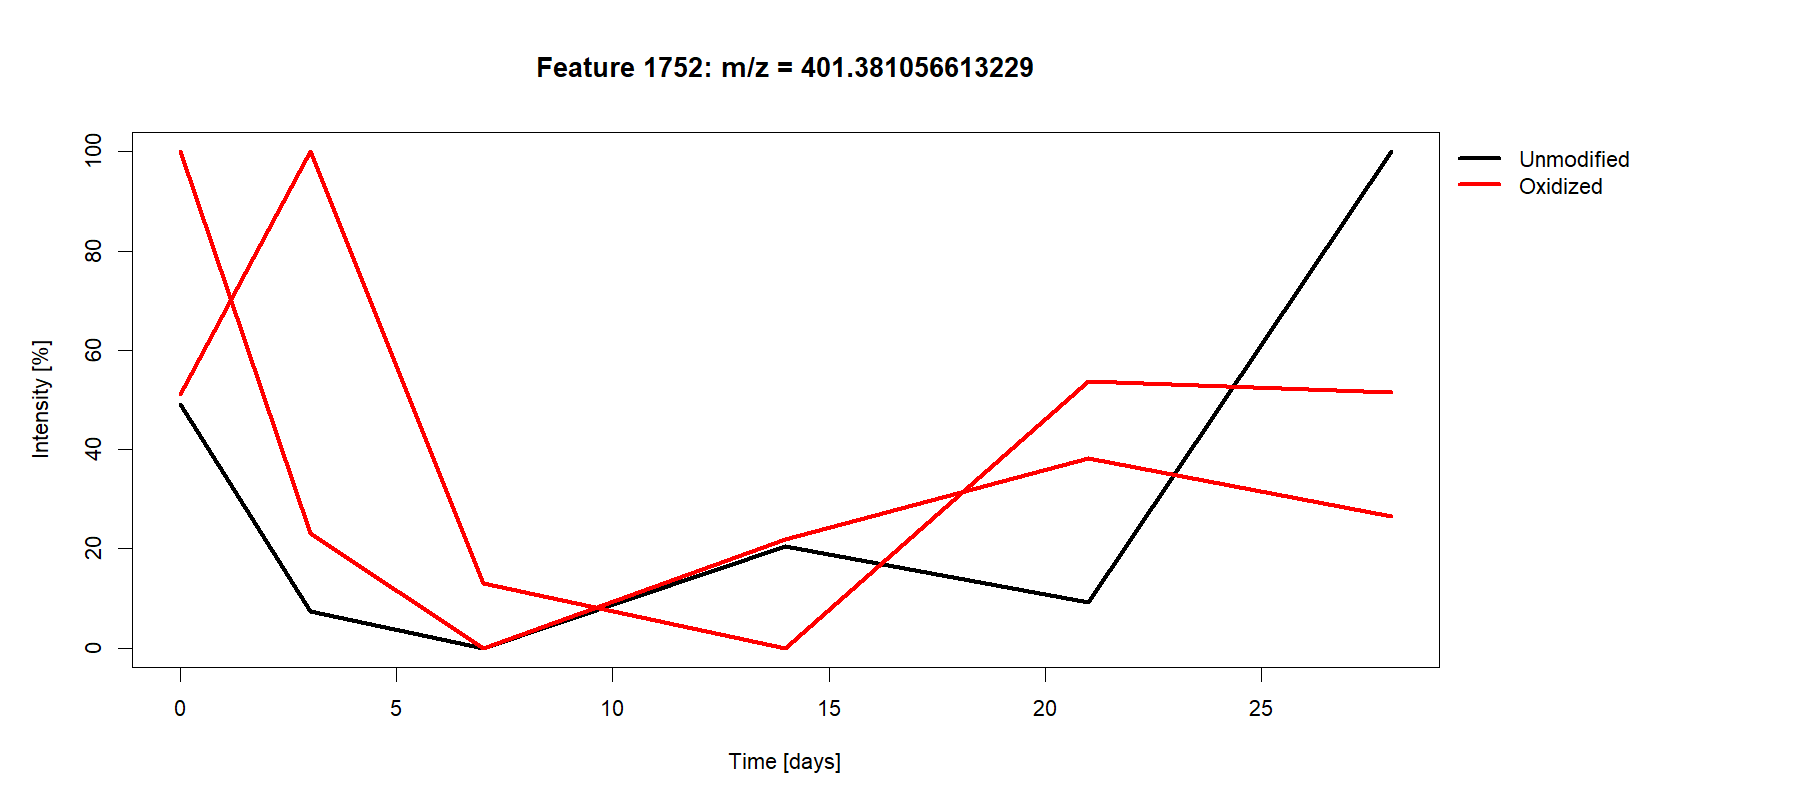 Feature 1752: m/z = 401.381056613229
100
80
60
40
20
0
Intensity [%]
0 5 10 15 20 25
Time [days]
Unmodified
Oxidized